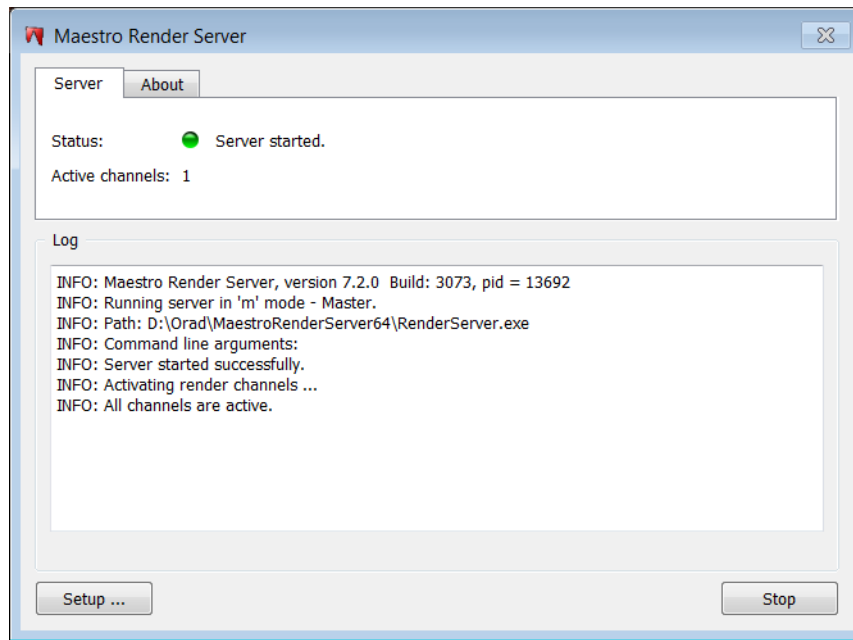 Maestro Render Server
Server About
Status: Server started.
Active channels: 1
Log
INFO: Maestro Render Server, version 7.2.0  Build: 3073, pid = 13692
INFO: Running server in 'm' mode - Master.
INFO: Path: D:\Orad\MaestroRenderServer64\RenderServer.exe
INFO: Command line arguments:
INFO: Server started successfully.
INFO: Activating render channels ...
INFO: All channels are active.
Setup ... Stop